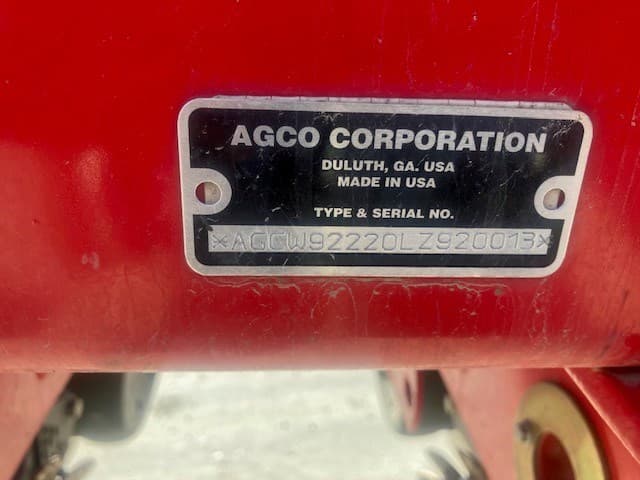 AGCO CORPORATION
DULUTH, GA. USA
MADE IN USA
TYPE & SERIAL NO.
*AGCW92220LZ920013*